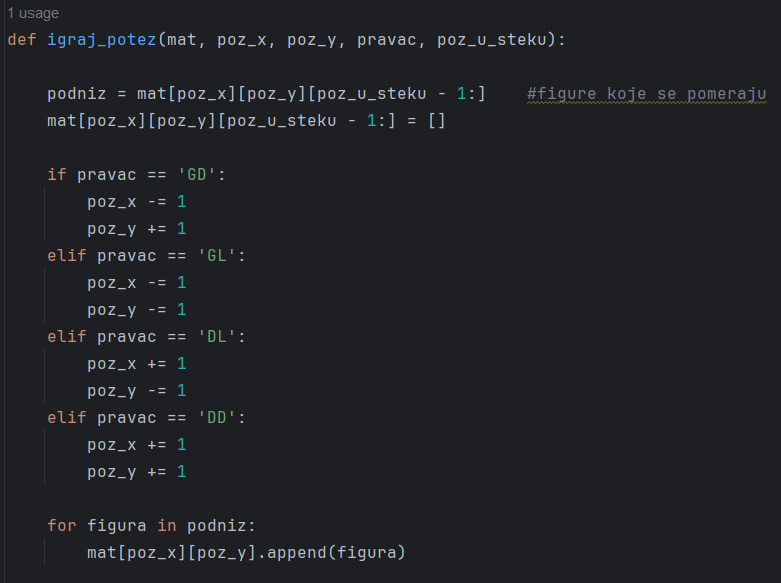 1 usage
def igraj_potez(mat, poz_x, poz_y, pravac, poz_u_steku):
podniz = mat[poz_x][poz_y][poz_u_steku - 1:]    #figure koje se pomeraju
mat[poz_x][poz_y][poz_u_steku - 1:] = []
if pravac == 'GD':
poz_x -= 1
poz_y += 1
elif pravac == 'GL':
poz_x -= 1
poz_y -= 1
elif pravac == 'DL':
poz_x += 1
poz_y -= 1
elif pravac == 'DD':
poz_x += 1
poz_y += 1
for figura in podniz:
mat[poz_x][poz_y].append(figura)